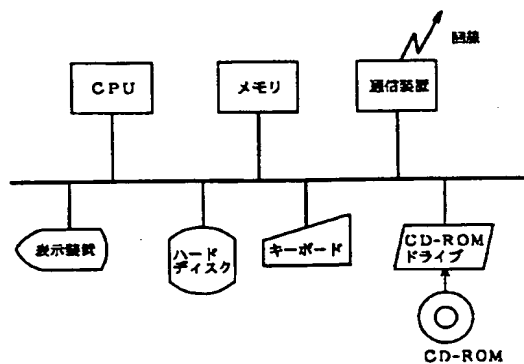 回線
CPU
メモリ
通信装置
表示装置
ハード
ディスク
キーボード
CD-ROM
ドライブ
CD-ROM